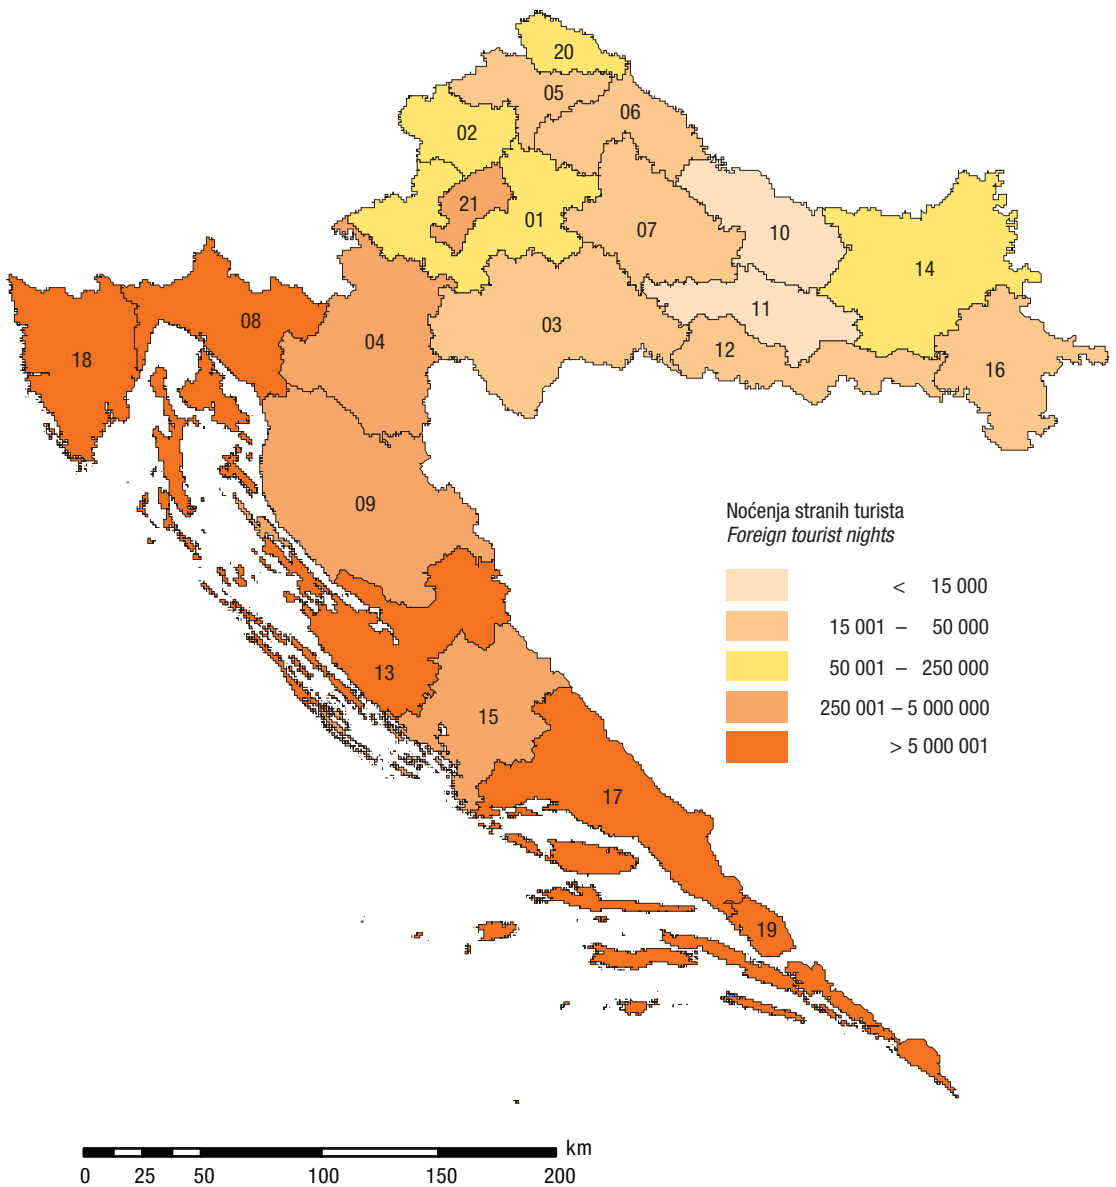 20
05
06
02
21
01
07
10
14
08
03
11
04
12
18
16
09
Noćenja stranih turista
Foreign tourist nights
< 15 000
15 001 – 50 000
50 001 – 250 000
250 001 – 5 000 000
> 5 000 001
13
15
17
19
km
0 25 50 100 150 200